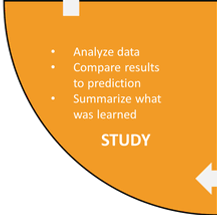 • Analyze data
• Compare results
to prediction
• Summarize what
was learned
STUDY